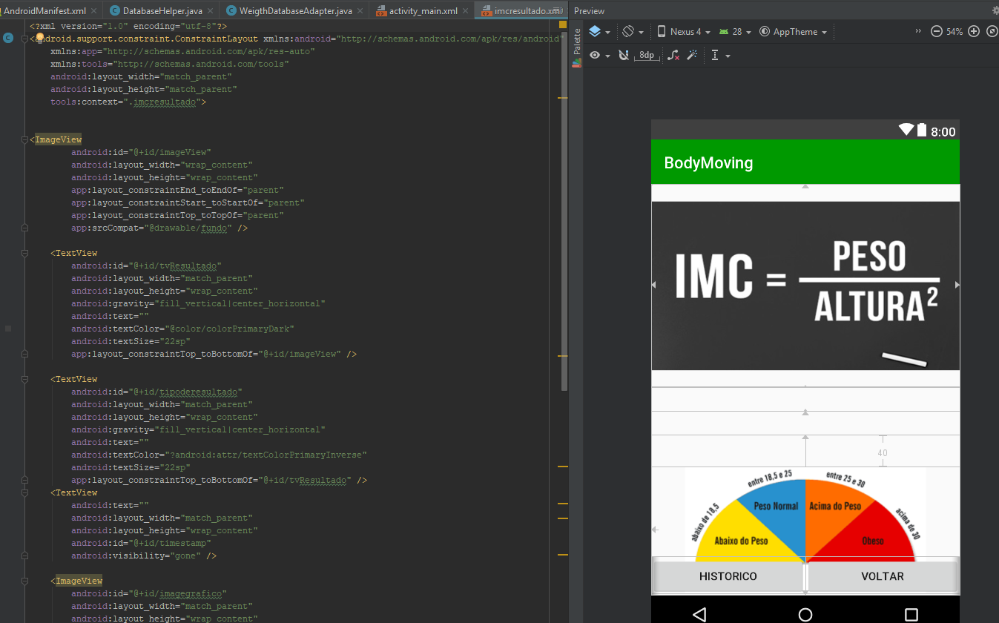 AndroidManifest.xml
DatabaseHelper.java
WeigthDatabaseAdapter.java
activity_main.xml
imcresultado.xml
Preview
<?xml version="1.0" encoding="utf-8"?>
<android.support.constraint.ConstraintLayout xmlns:android="http://schemas.android.com/apk/res/android"
xmlns:app="http://schemas.android.com/apk/res-auto"
xmlns:tools="http://schemas.android.com/tools"
android:layout_width="match_parent"
android:layout_height="match_parent"
tools:context=".imcresultado">
<ImageView
android:id="@+id/imageView"
android:layout_width="wrap_content"
android:layout_height="wrap_content"
app:layout_constraintEnd_toEndOf="parent"
app:layout_constraintStart_toStartOf="parent"
app:layout_constraintTop_toTopOf="parent"
app:srcCompat="@drawable/fundo" />
<TextView
android:id="@+id/tvResultado"
android:layout_width="match_parent"
android:layout_height="wrap_content"
android:gravity="fill_vertical|center_horizontal"
android:text=""
android:textColor="@color/colorPrimaryDark"
android:textSize="22sp"
app:layout_constraintTop_toBottomOf="@+id/imageView" />
<TextView
android:id="@+id/tipoderesultado"
android:layout_width="match_parent"
android:layout_height="wrap_content"
android:gravity="fill_vertical|center_horizontal"
android:text=""
android:textColor="?android:attr/textColorPrimaryInverse"
android:textSize="22sp"
app:layout_constraintTop_toBottomOf="@+id/tvResultado" />
<TextView
android:text=""
android:layout_width="match_parent"
android:layout_height="wrap_content"
android:id="@+id/timestamp"
android:visibility="gone" />
<ImageView
android:id="@+id/imagegrafico"
android:layout_width="match_parent"
android:layout_height="wrap_content"
Palette
Nexus 4
28
AppTheme
54%
8dp
8:00
BodyMoving
IMC = PESO
ALTURA²
40
entre 18,5 e 25
entre 25 e 30
abaixo de 18,5
Peso Normal
Acima do Peso
acima de 30
Abaixo do Peso
Obeso
HISTORICO
VOLTAR